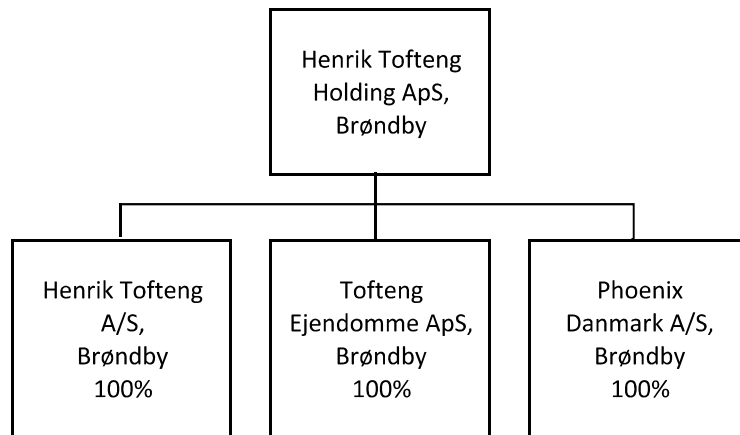 Henrik Tofteng
Holding ApS,
Brøndby
Henrik Tofteng
A/S,
Brøndby
100%
Tofteng
Ejendomme ApS,
Brøndby
100%
Phoenix
Danmark A/S,
Brøndby
100%